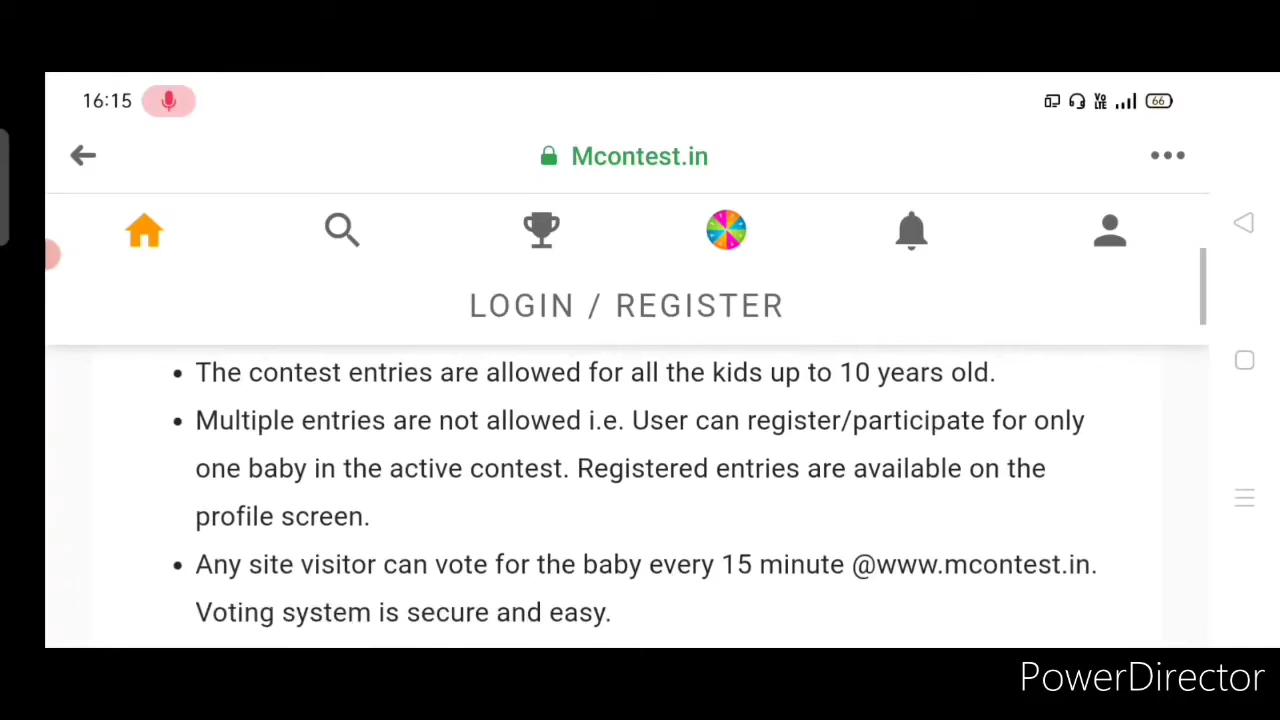 16:15
Vo
LTE
66
Mcontest.in
LOGIN / REGISTER
• The contest entries are allowed for all the kids up to 10 years old.
• Multiple entries are not allowed i.e. User can register/participate for only
one baby in the active contest. Registered entries are available on the
profile screen.
• Any site visitor can vote for the baby every 15 minute @www.mcontest.in.
Voting system is secure and easy.
PowerDirector